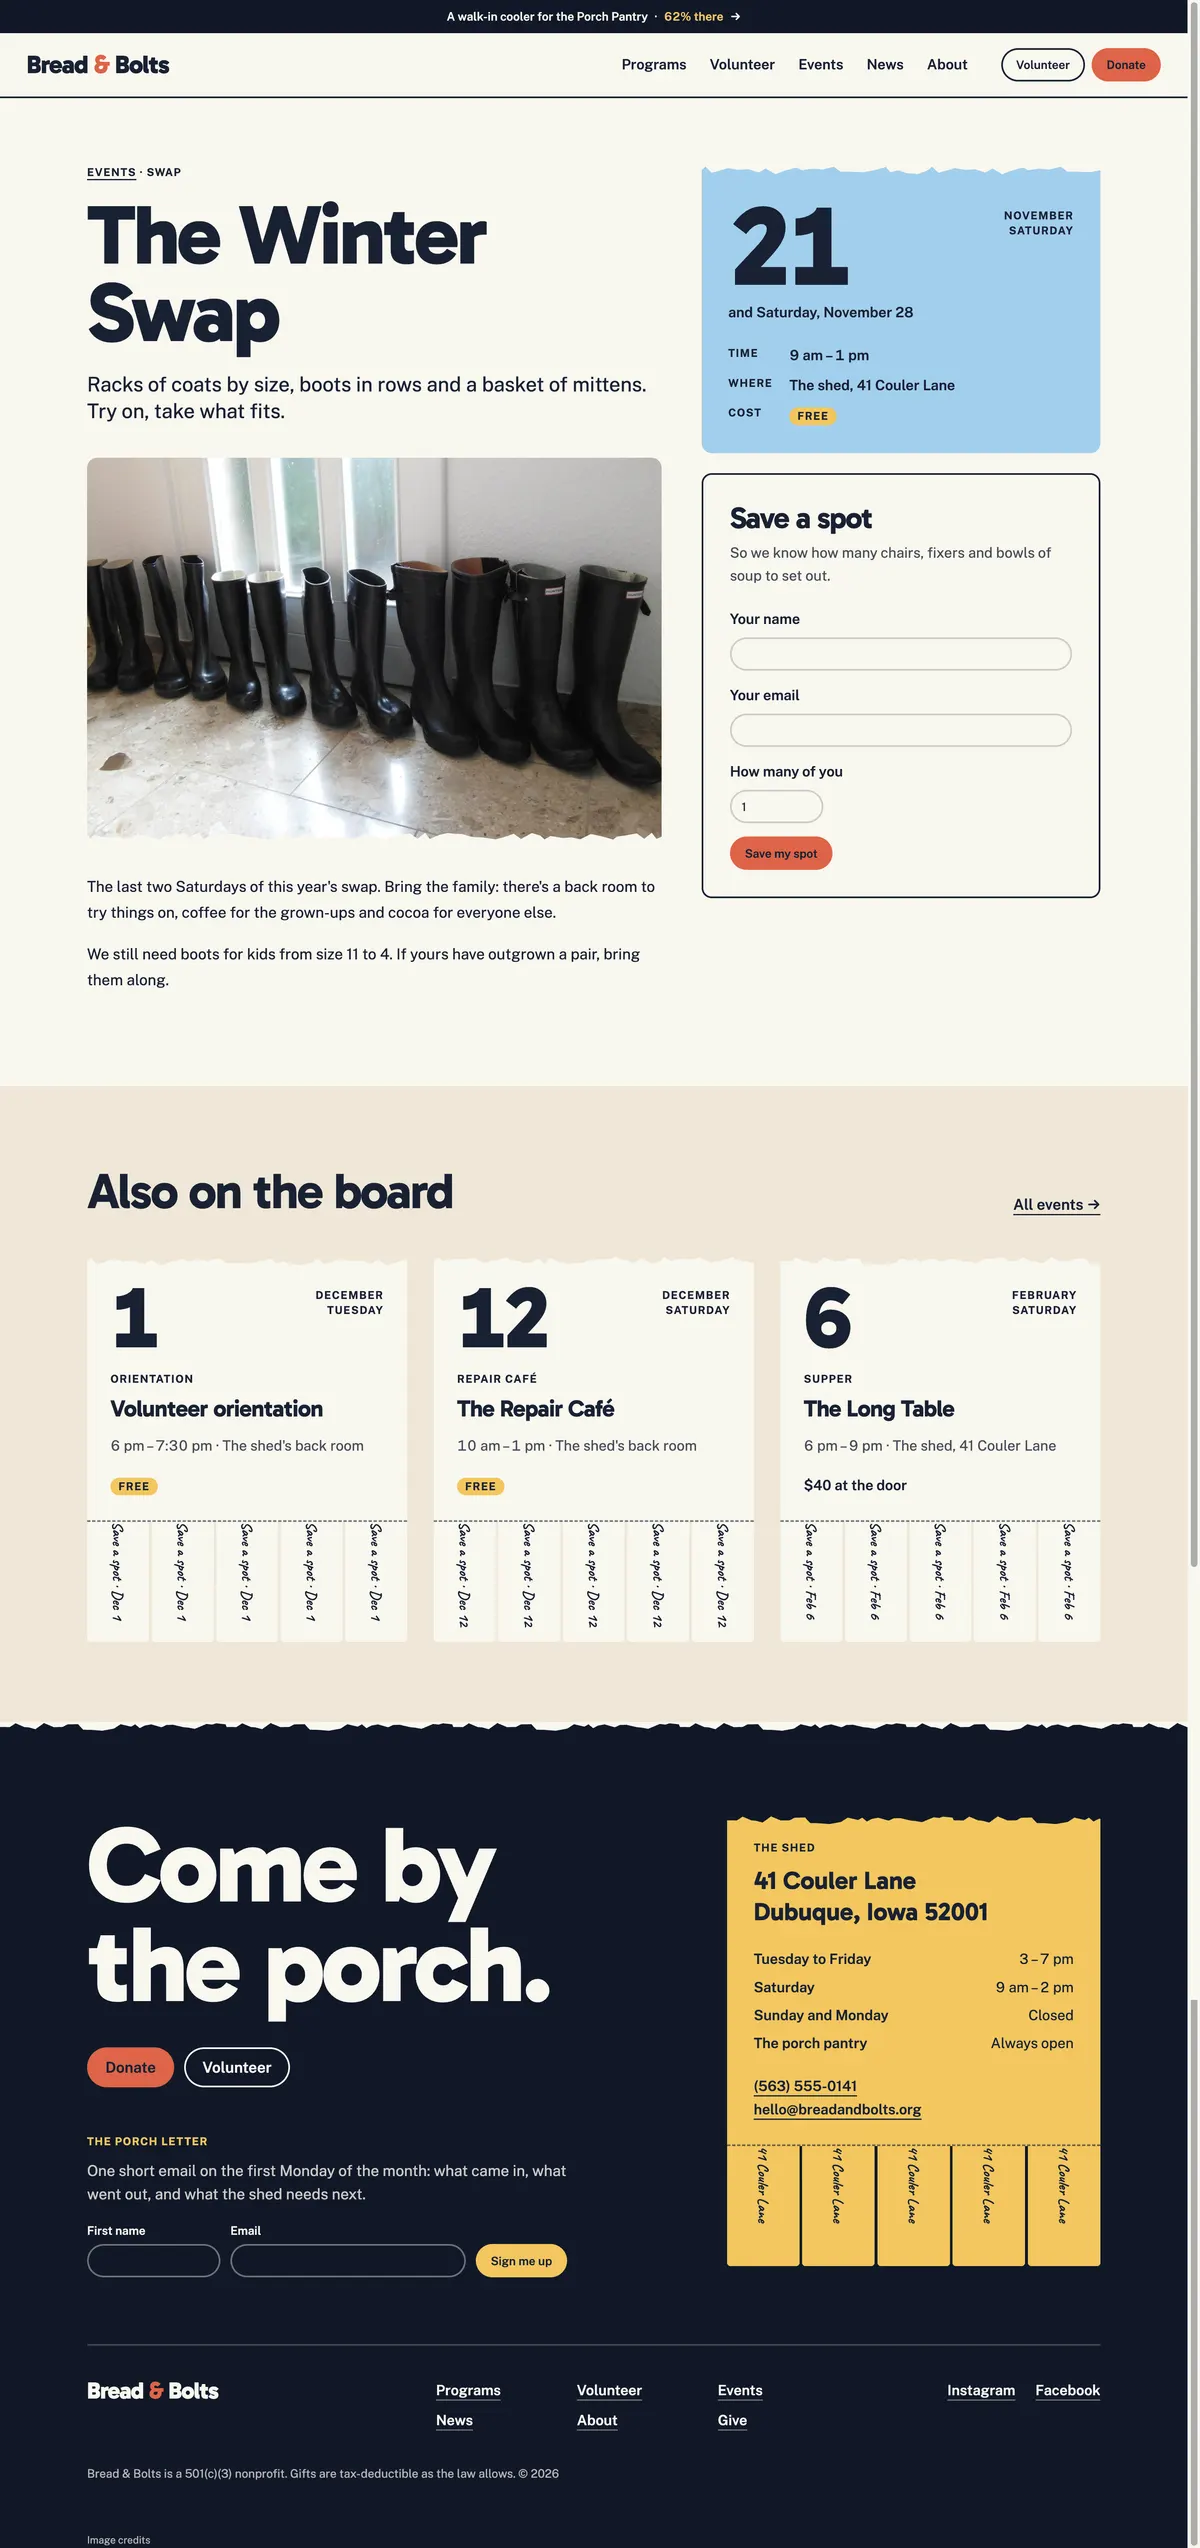 A walk-in cooler for the Porch Pantry · 62% there →
Bread & Bolts
Programs Volunteer Events News About Volunteer Donate
EVENTS · SWAP
The Winter
Swap
Racks of coats by size, boots in rows and a basket of mittens.
Try on, take what fits.
The last two Saturdays of this year's swap. Bring the family: there's a back room to
try things on, coffee for the grown-ups and cocoa for everyone else.
We still need boots for kids from size 11 to 4. If yours have outgrown a pair, bring
them along.
21
NOVEMBER
SATURDAY
and Saturday, November 28
TIME 9 am – 1 pm
WHERE The shed, 41 Couler Lane
COST FREE
Save a spot
So we know how many chairs, fixers and bowls of
soup to set out.
Your name
Your email
How many of you
1
Save my spot
Also on the board
All events →
1
DECEMBER
TUESDAY
ORIENTATION
Volunteer orientation
6 pm – 7:30 pm · The shed's back room
FREE
Save a spot · Dec 1
Save a spot · Dec 1
Save a spot · Dec 1
Save a spot · Dec 1
Save a spot · Dec 1
12
DECEMBER
SATURDAY
REPAIR CAFÉ
The Repair Café
10 am – 1 pm · The shed's back room
FREE
Save a spot · Dec 12
Save a spot · Dec 12
Save a spot · Dec 12
Save a spot · Dec 12
Save a spot · Dec 12
6
FEBRUARY
SATURDAY
SUPPER
The Long Table
6 pm – 9 pm · The shed, 41 Couler Lane
$40 at the door
Save a spot · Feb 6
Save a spot · Feb 6
Save a spot · Feb 6
Save a spot · Feb 6
Save a spot · Feb 6
Come by
the porch.
Donate Volunteer
THE PORCH LETTER
One short email on the first Monday of the month: what came in, what
went out, and what the shed needs next.
First name Email
Sign me up
THE SHED
41 Couler Lane
Dubuque, Iowa 52001
Tuesday to Friday 3 – 7 pm
Saturday 9 am – 2 pm
Sunday and Monday Closed
The porch pantry Always open
(563) 555-0141
hello@breadandbolts.org
41 Couler Lane
41 Couler Lane
41 Couler Lane
41 Couler Lane
41 Couler Lane
Bread & Bolts
Programs Volunteer Events
News About Give
Instagram Facebook
Bread & Bolts is a 501(c)(3) nonprofit. Gifts are tax-deductible as the law allows. © 2026
Image credits